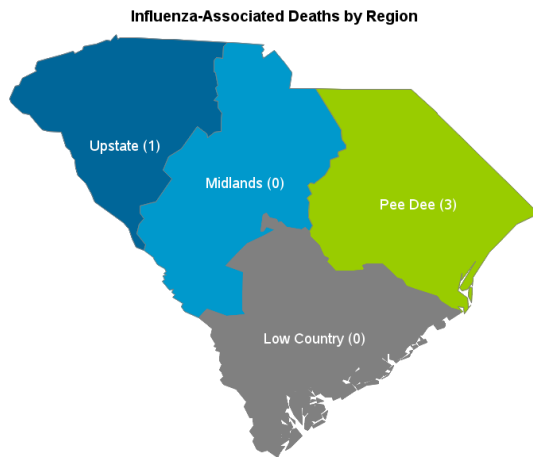 Influenza-Associated Deaths by Region
Upstate (1)
Midlands (0)
Pee Dee (3)
Low Country (0)